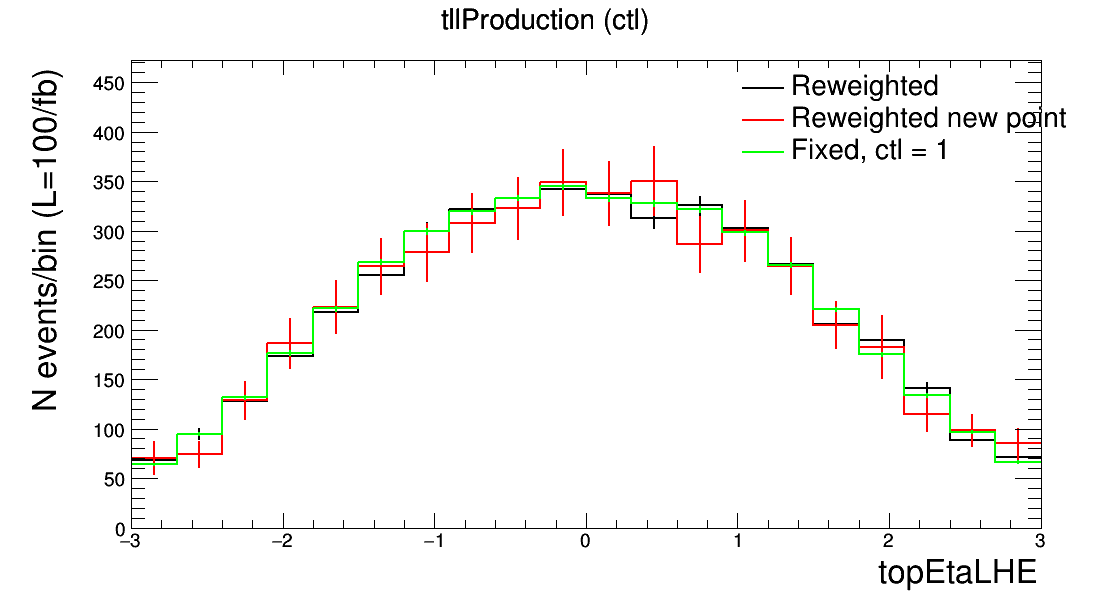 tllProduction (ctl)
N events/bin (L=100/fb)
Reweighted
Reweighted new point
Fixed, ctl = 1
450
400
350
300
250
200
150
100
50
0
−3 −2 −1 0 1 2 3
topEtaLHE